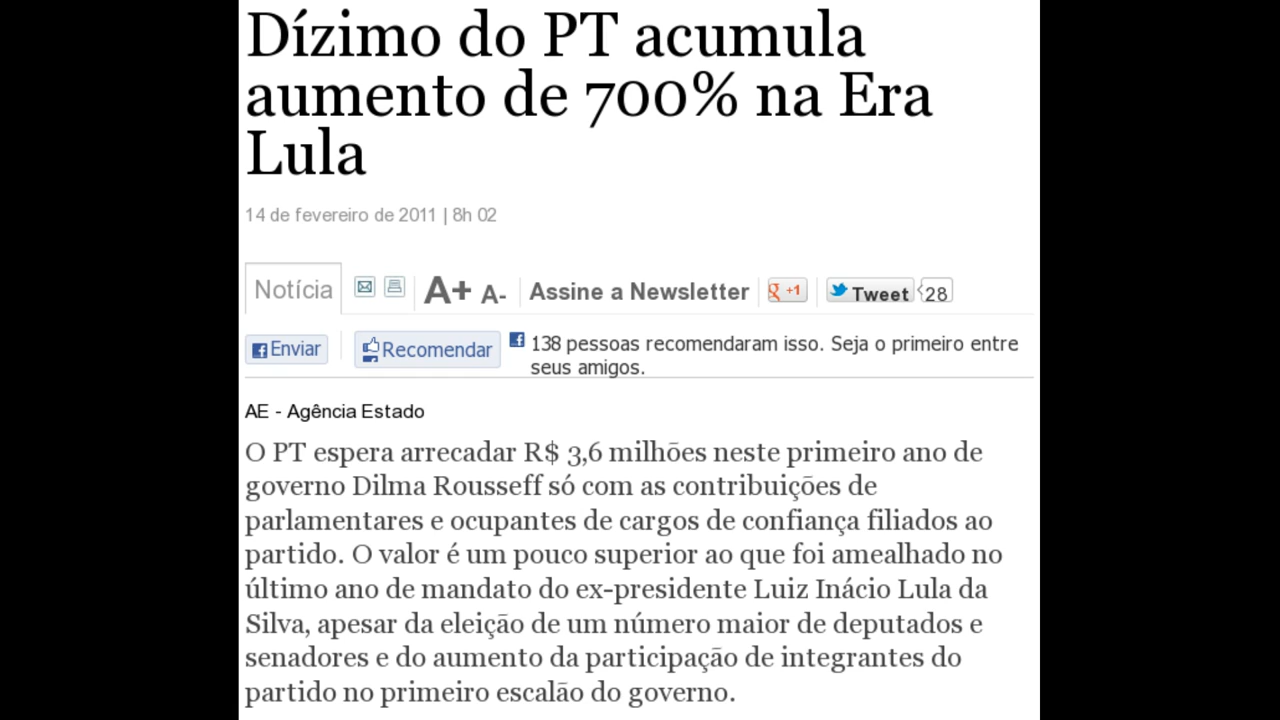 Dízimo do PT acumula
aumento de 700% na Era
Lula
14 de fevereiro de 2011 | 8h 02
Notícia A+ A- Assine a Newsletter g +1 Tweet 28
Enviar Recomendar 138 pessoas recomendaram isso. Seja o primeiro entre
seus amigos.
AE - Agência Estado
O PT espera arrecadar R$ 3,6 milhões neste primeiro ano de
governo Dilma Rousseff só com as contribuições de
parlamentares e ocupantes de cargos de confiança filiados ao
partido. O valor é um pouco superior ao que foi amealhado no
último ano de mandato do ex-presidente Luiz Inácio Lula da
Silva, apesar da eleição de um número maior de deputados e
senadores e do aumento da participação de integrantes do
partido no primeiro escalão do governo.